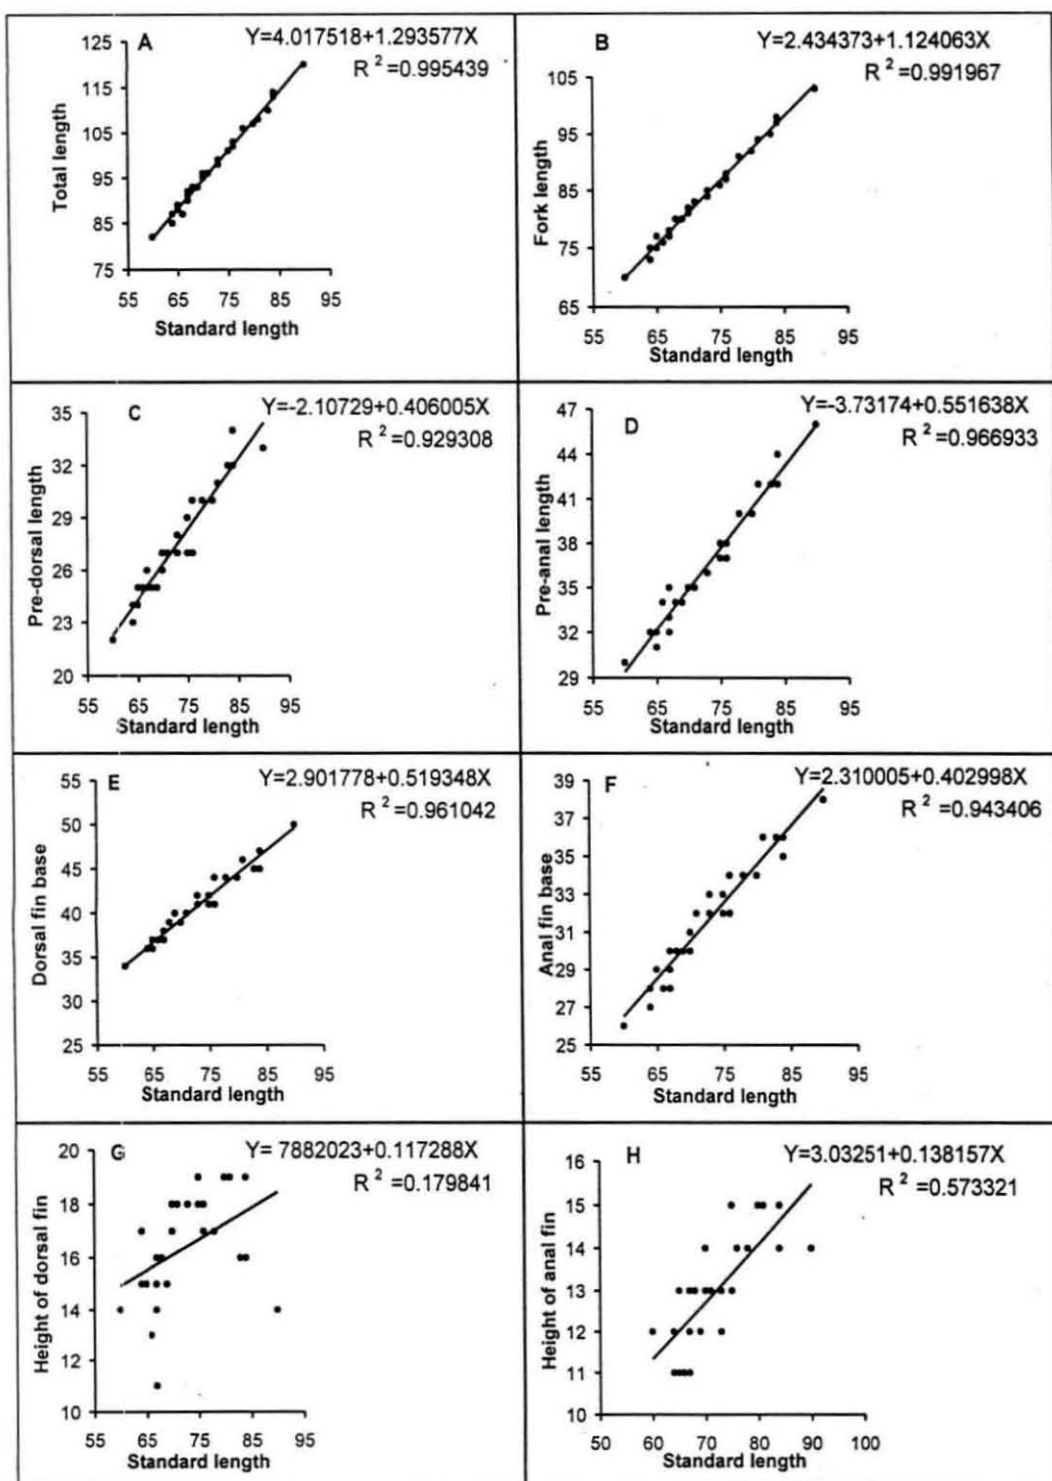 A
Y=4.017518+1.293577X
R 2 =0.995439
Total length
125
115
105
95
85
75
55 65 75 85 95
Standard length
B
Y=2.434373+1.124063X
R 2 =0.991967
Fork length
105
95
85
75
65
55 65 75 85 95
Standard length
C
Y=-2.10729+0.406005X
R 2 =0.929308
Pre-dorsal length
35
32
29
26
23
20
55 65 75 85 95
Standard length
D
Y=-3.73174+0.551638X
R 2 =0.966933
Pre-anal length
47
44
41
38
35
32
29
55 65 75 85 95
Standard length
E
Y=2.901778+0.519348X
R 2 =0.961042
Dorsal fin base
55
50
45
40
35
30
25
55 65 75 85 95
Standard length
F
Y=2.310005+0.402998X
R 2 =0.943406
Anal fin base
39
37
35
33
31
29
27
25
55 65 75 85 95
Standard length
G
Y= 7882023+0.117288X
R 2 =0.179841
Height of dorsal fin
20
18
16
14
12
10
55 65 75 85 95
Standard length
H
Y=3.03251+0.138157X
R 2 =0.573321
Height of anal fin
16
15
14
13
12
11
10
50 60 70 80 90 100
Standard length